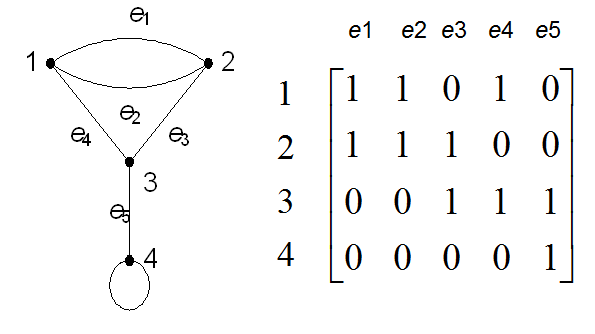 e1
1 2
e2
e4 e3
3
e5
4
e1 e2 e3 e4 e5
1 1 1 0 1 0
2 1 1 1 0 0
3 0 0 1 1 1
4 0 0 0 0 1